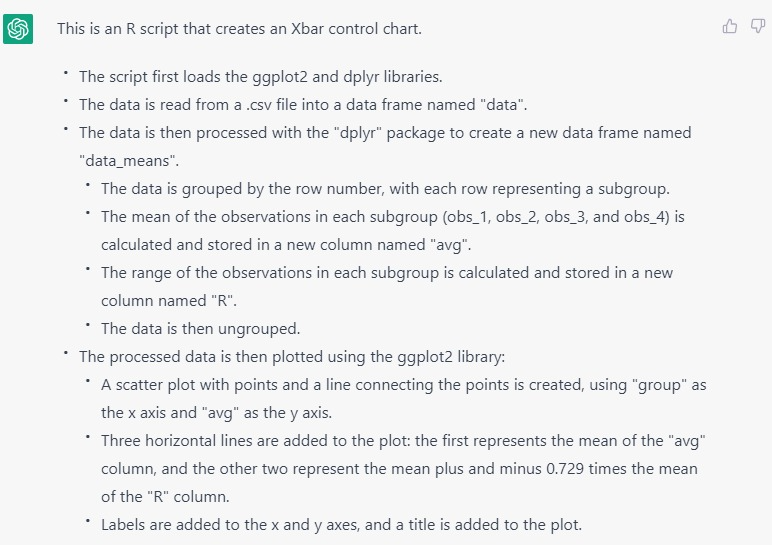 This is an R script that creates an Xbar control chart.
• The script first loads the ggplot2 and dplyr libraries.
• The data is read from a .csv file into a data frame named "data".
• The data is then processed with the "dplyr" package to create a new data frame named
"data_means".
• The data is grouped by the row number, with each row representing a subgroup.
• The mean of the observations in each subgroup (obs_1, obs_2, obs_3, and obs_4) is
calculated and stored in a new column named "avg".
• The range of the observations in each subgroup is calculated and stored in a new
column named "R".
• The data is then ungrouped.
• The processed data is then plotted using the ggplot2 library:
• A scatter plot with points and a line connecting the points is created, using "group" as
the x axis and "avg" as the y axis.
• Three horizontal lines are added to the plot: the first represents the mean of the "avg"
column, and the other two represent the mean plus and minus 0.729 times the mean
of the "R" column.
• Labels are added to the x and y axes, and a title is added to the plot.